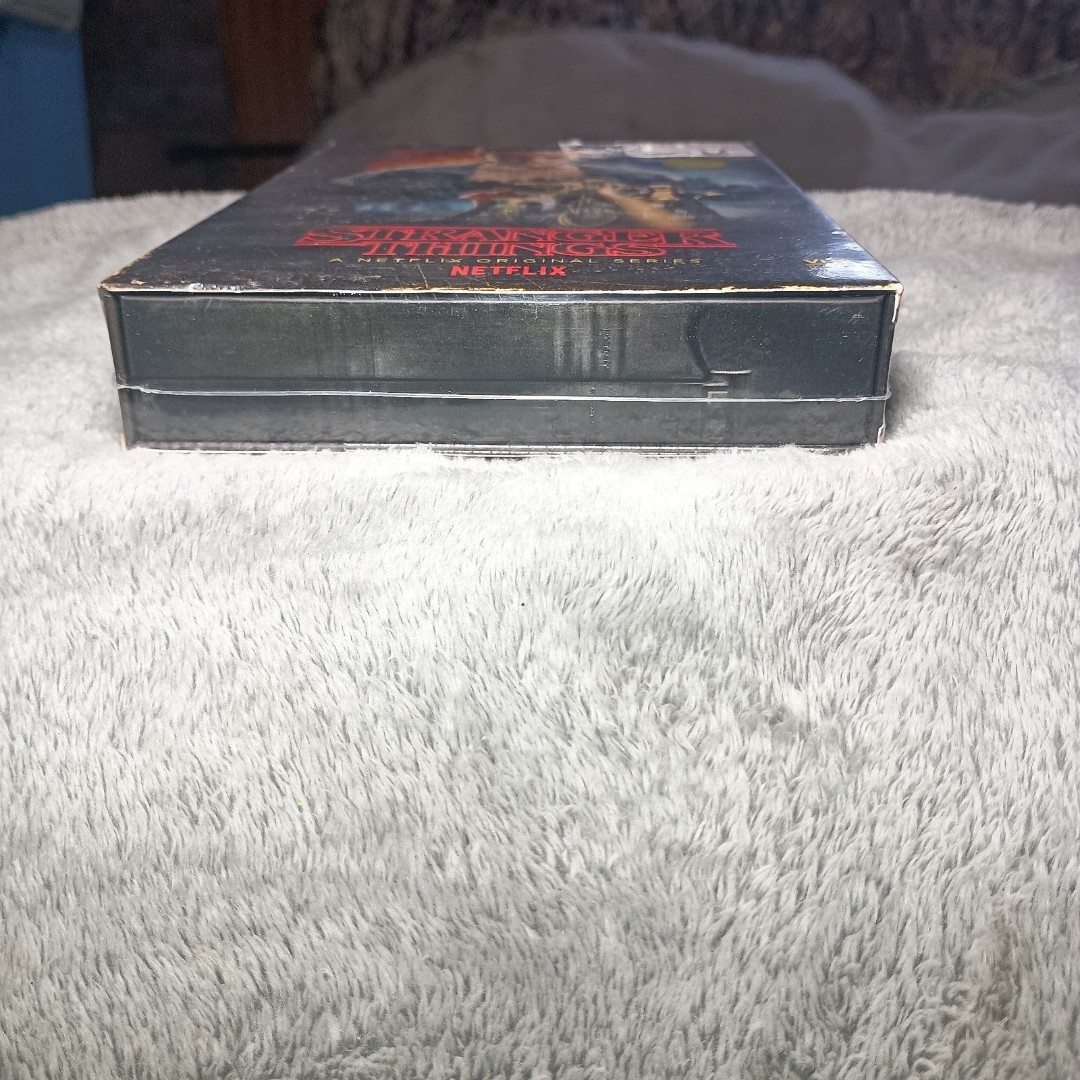 STRANGER
THINGS
A NETFLIX ORIGINAL SERIES
NETFLIX